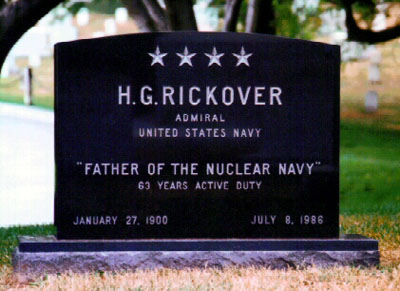 H.G. RICKOVER
ADMIRAL
UNITED STATES NAVY
"FATHER OF THE NUCLEAR NAVY"
63 YEARS ACTIVE DUTY
JANUARY 27, 1900 JULY 8, 1986